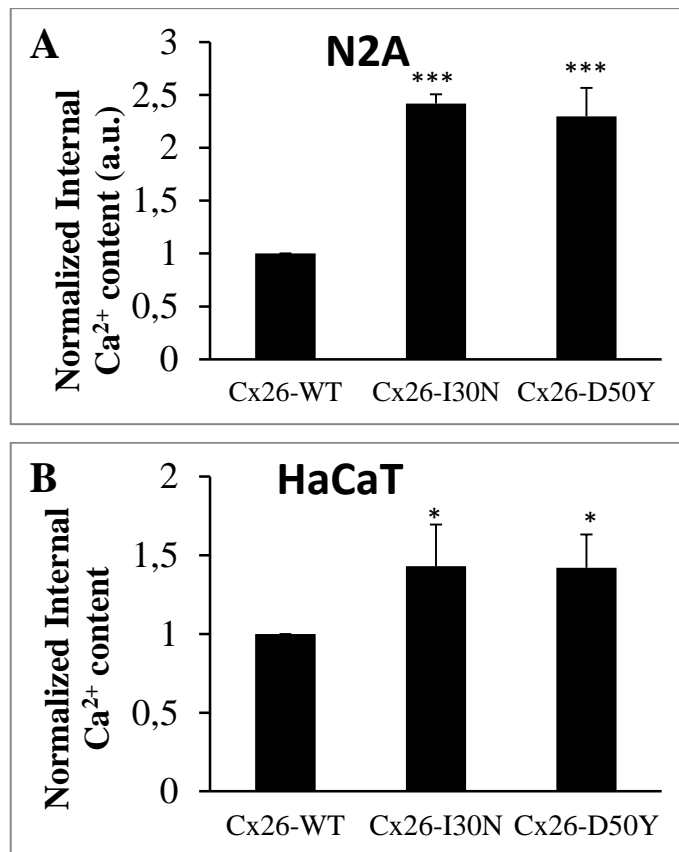 A
N2A
Normalized Internal
Ca²⁺ content (a.u.)
3
2,5
2
1,5
1
0,5
0
***
***
Cx26-WT
Cx26-I30N
Cx26-D50Y
B
HaCaT
Normalized Internal
Ca²⁺ content
2
1,5
1
0,5
0
*
*
Cx26-WT
Cx26-I30N
Cx26-D50Y